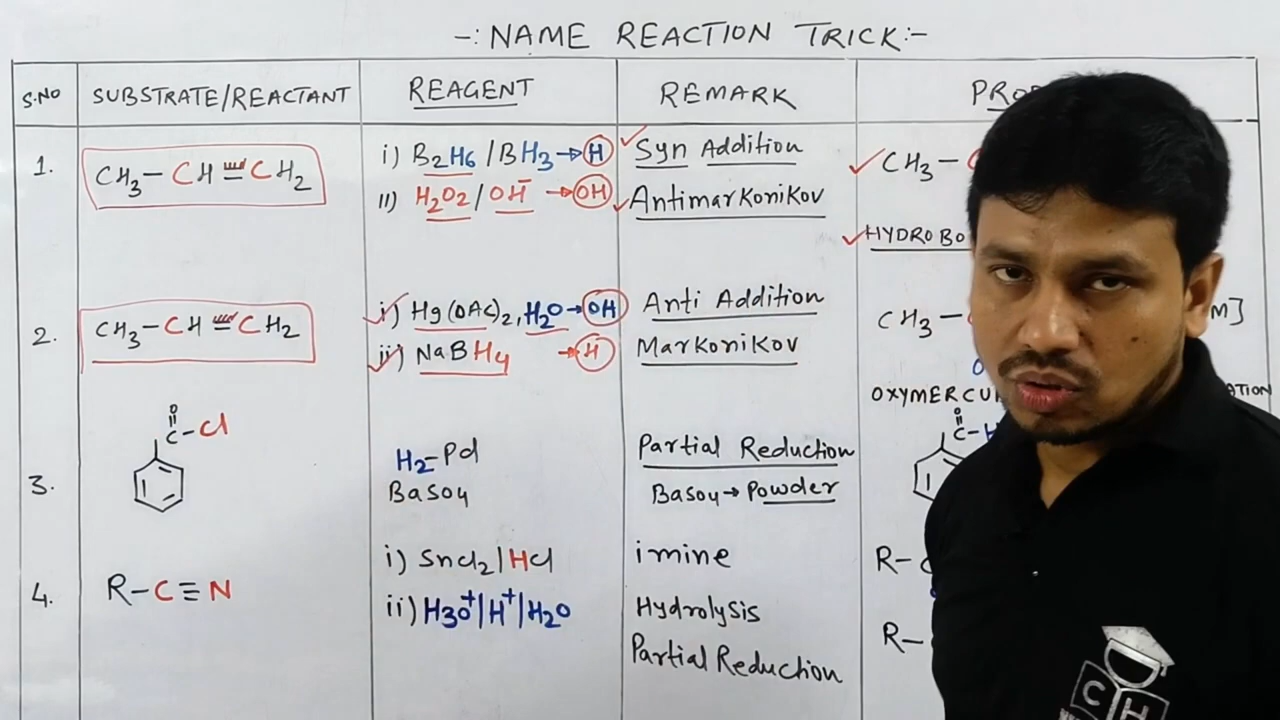 -: NAME REACTION TRICK :-
S.NO SUBSTRATE/REACTANT REAGENT REMARK
1. CH3-CH=CH2 i) B2H6/BH3→H Syn Addition CH3-
ii) H2O2/OH⁻→OH AntimarKoniKov
HYDROBO
2. CH3-CH=CH2 i) Hg(OAc)2, H2O→OH Anti Addition CH3- M]
ii) NaBH4 →H MarKoniKov
OXYMERCU ATION
O O
C-Cl C-H
3. H2-Pd Partial Reduction
BaSO4 BaSO4→Powder
4. R-C≡N i) SnCl2/HCl imine R-C
ii) H3O⁺/H⁺/H2O Hydrolysis R-
Partial Reduction
C H